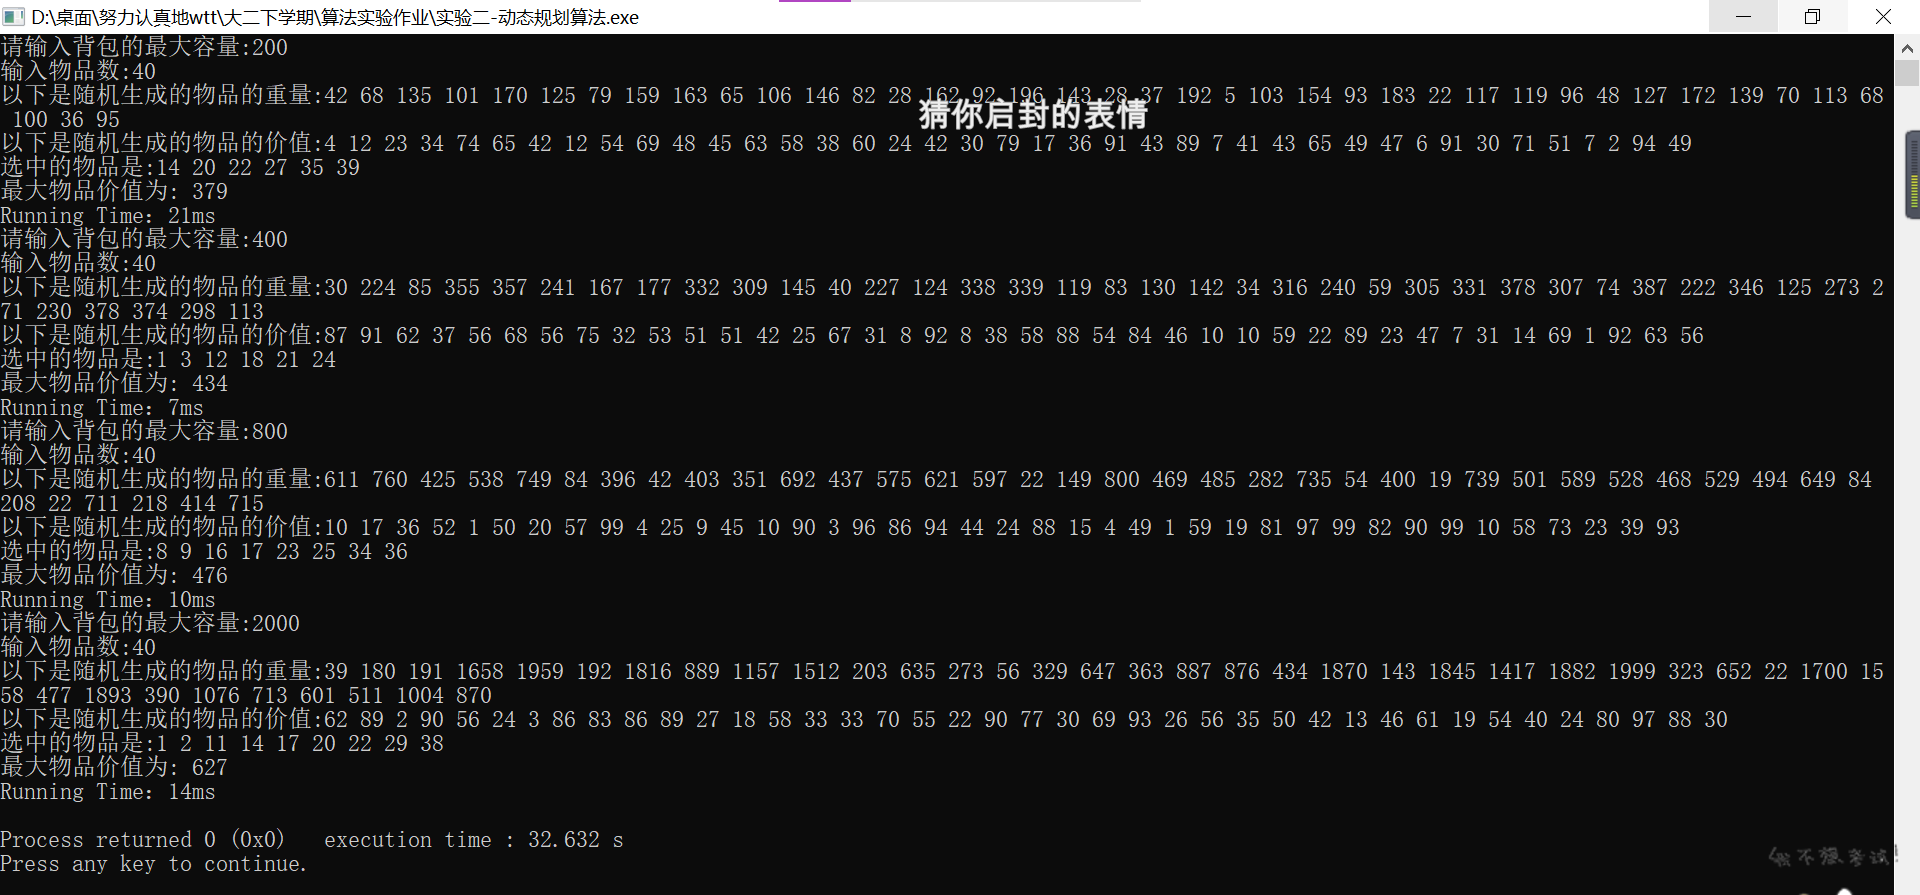 D:\桌面\努力认真地wtt\大二下学期\算法实验作业\实验二-动态规划算法.exe
请输入背包的最大容量:200
输入物品数:40
以下是随机生成的物品的重量:42 68 135 101 170 125 79 159 163 65 106 146 82 28 162 92 196 143 28 37 192 5 103 154 93 183 22 117 119 96 48 127 172 139 70 113 68
100 36 95
猜你启封的表情
以下是随机生成的物品的价值:4 12 23 34 74 65 42 12 54 69 48 45 63 58 38 60 24 42 30 79 17 36 91 43 89 7 41 43 65 49 47 6 91 30 71 51 7 2 94 49
选中的物品是:14 20 22 27 35 39
最大物品价值为: 379
Running Time: 21ms
请输入背包的最大容量:400
输入物品数:40
以下是随机生成的物品的重量:30 224 85 355 357 241 167 177 332 309 145 40 227 124 338 339 119 83 130 142 34 316 240 59 305 331 378 307 74 387 222 346 125 273 2
71 230 378 374 298 113
以下是随机生成的物品的价值:87 91 62 37 56 68 56 75 32 53 51 51 42 25 67 31 8 92 8 38 58 88 54 84 46 10 10 59 22 89 23 47 7 31 14 69 1 92 63 56
选中的物品是:1 3 12 18 21 24
最大物品价值为: 434
Running Time: 7ms
请输入背包的最大容量:800
输入物品数:40
以下是随机生成的物品的重量:611 760 425 538 749 84 396 42 403 351 692 437 575 621 597 22 149 800 469 485 282 735 54 400 19 739 501 589 528 468 529 494 649 84
208 22 711 218 414 715
以下是随机生成的物品的价值:10 17 36 52 1 50 20 57 99 4 25 9 45 10 90 3 96 86 94 44 24 88 15 4 49 1 59 19 81 97 99 82 90 99 10 58 73 23 39 93
选中的物品是:8 9 16 17 23 25 34 36
最大物品价值为: 476
Running Time: 10ms
请输入背包的最大容量:2000
输入物品数:40
以下是随机生成的物品的重量:39 180 191 1658 1959 192 1816 889 1157 1512 203 635 273 56 329 647 363 887 876 434 1870 143 1845 1417 1882 1999 323 652 22 1700 15
58 477 1893 390 1076 713 601 511 1004 870
以下是随机生成的物品的价值:62 89 2 90 56 24 3 86 83 86 89 27 18 58 33 33 70 55 22 90 77 30 69 93 26 56 35 50 42 13 46 61 19 54 40 24 80 97 88 30
选中的物品是:1 2 11 14 17 20 22 29 38
最大物品价值为: 627
Running Time: 14ms
Process returned 0 (0x0)   execution time : 32.632 s
Press any key to continue.
我不想考试!